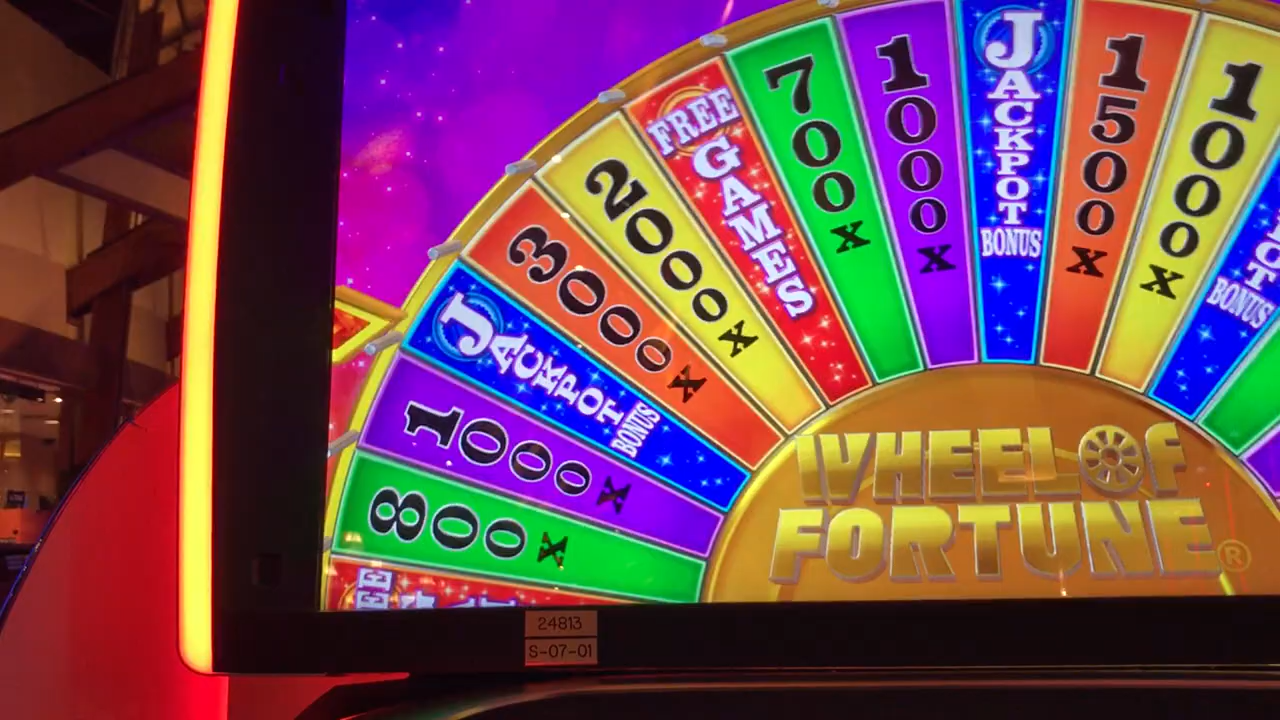 800X
1000X
JACKPOT BONUS
3000X
2000X
FREE GAMES
700X
1000X
JACKPOT BONUS
1500X
1000X
BONUS
WHEEL OF
FORTUNE®
24813
S-07-01